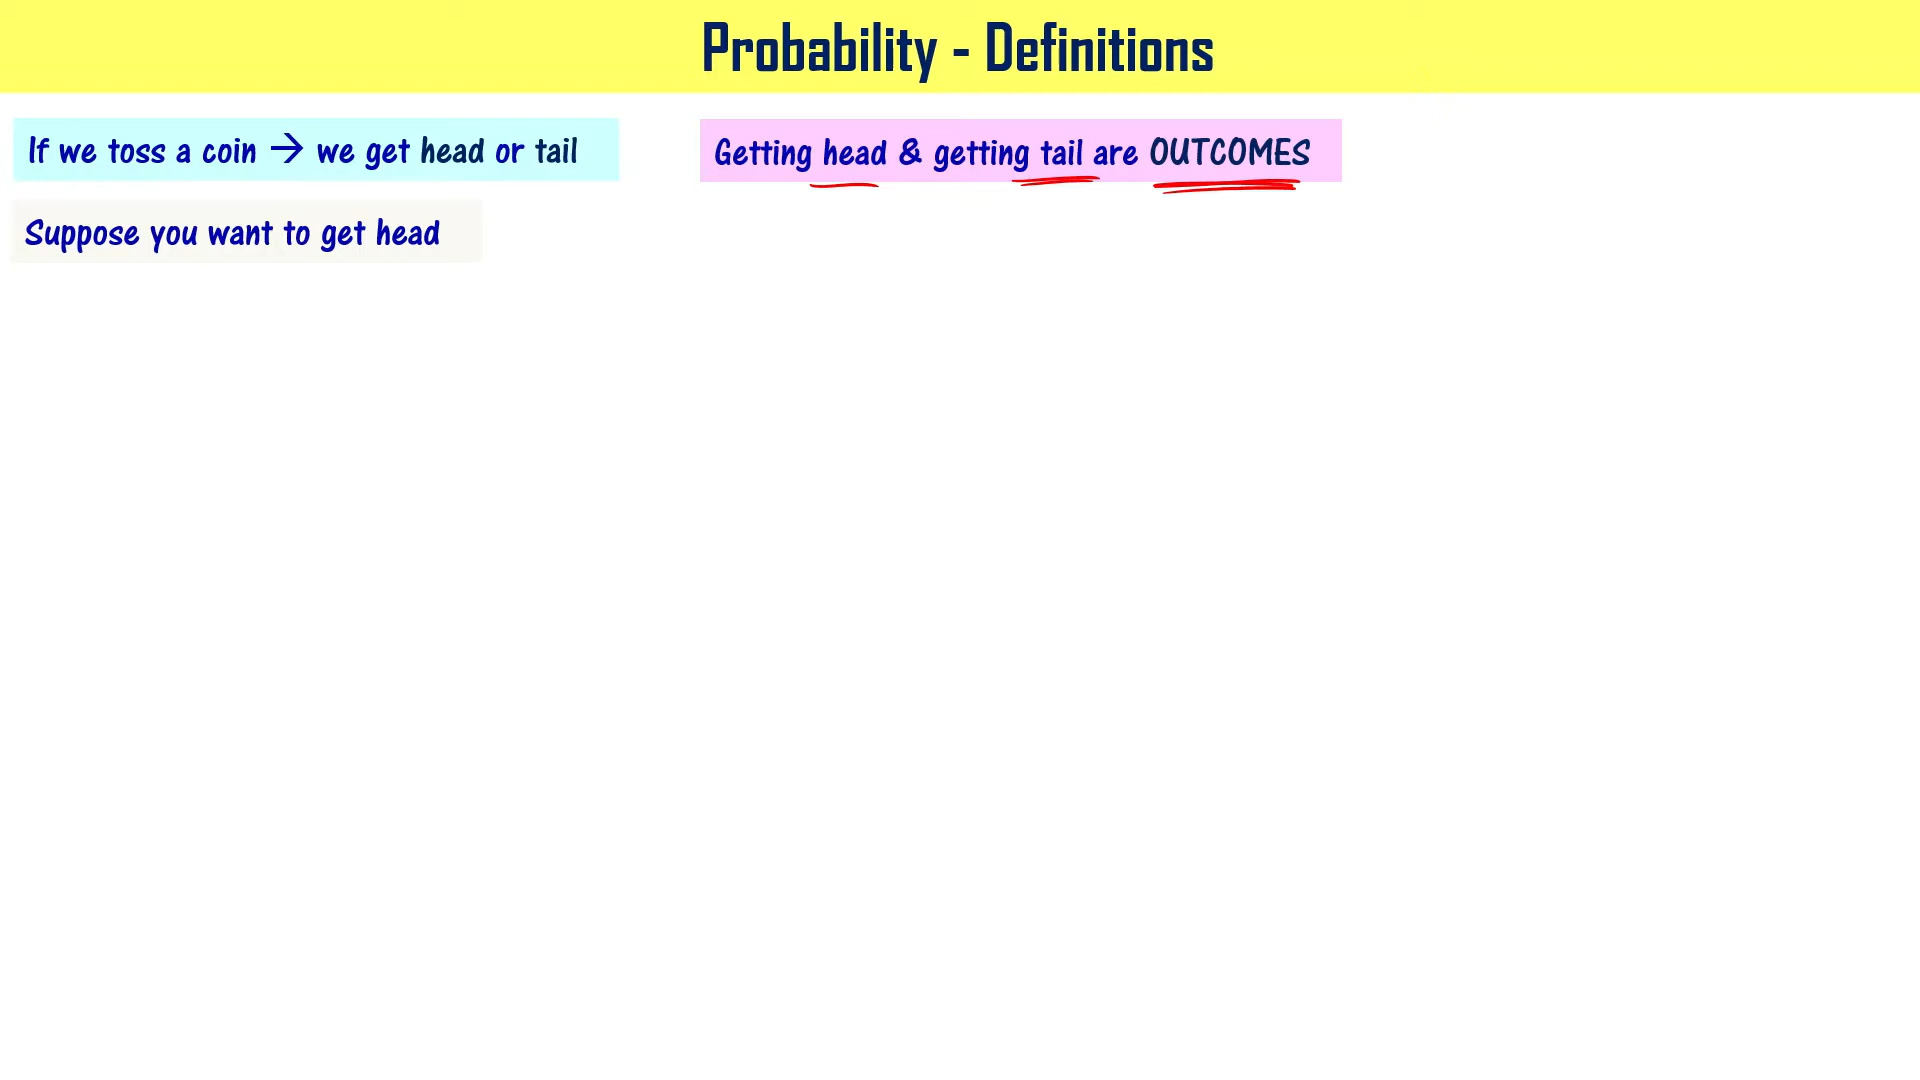 Probability - Definitions
If we toss a coin → we get head or tail
Getting head & getting tail are OUTCOMES
Suppose you want to get head